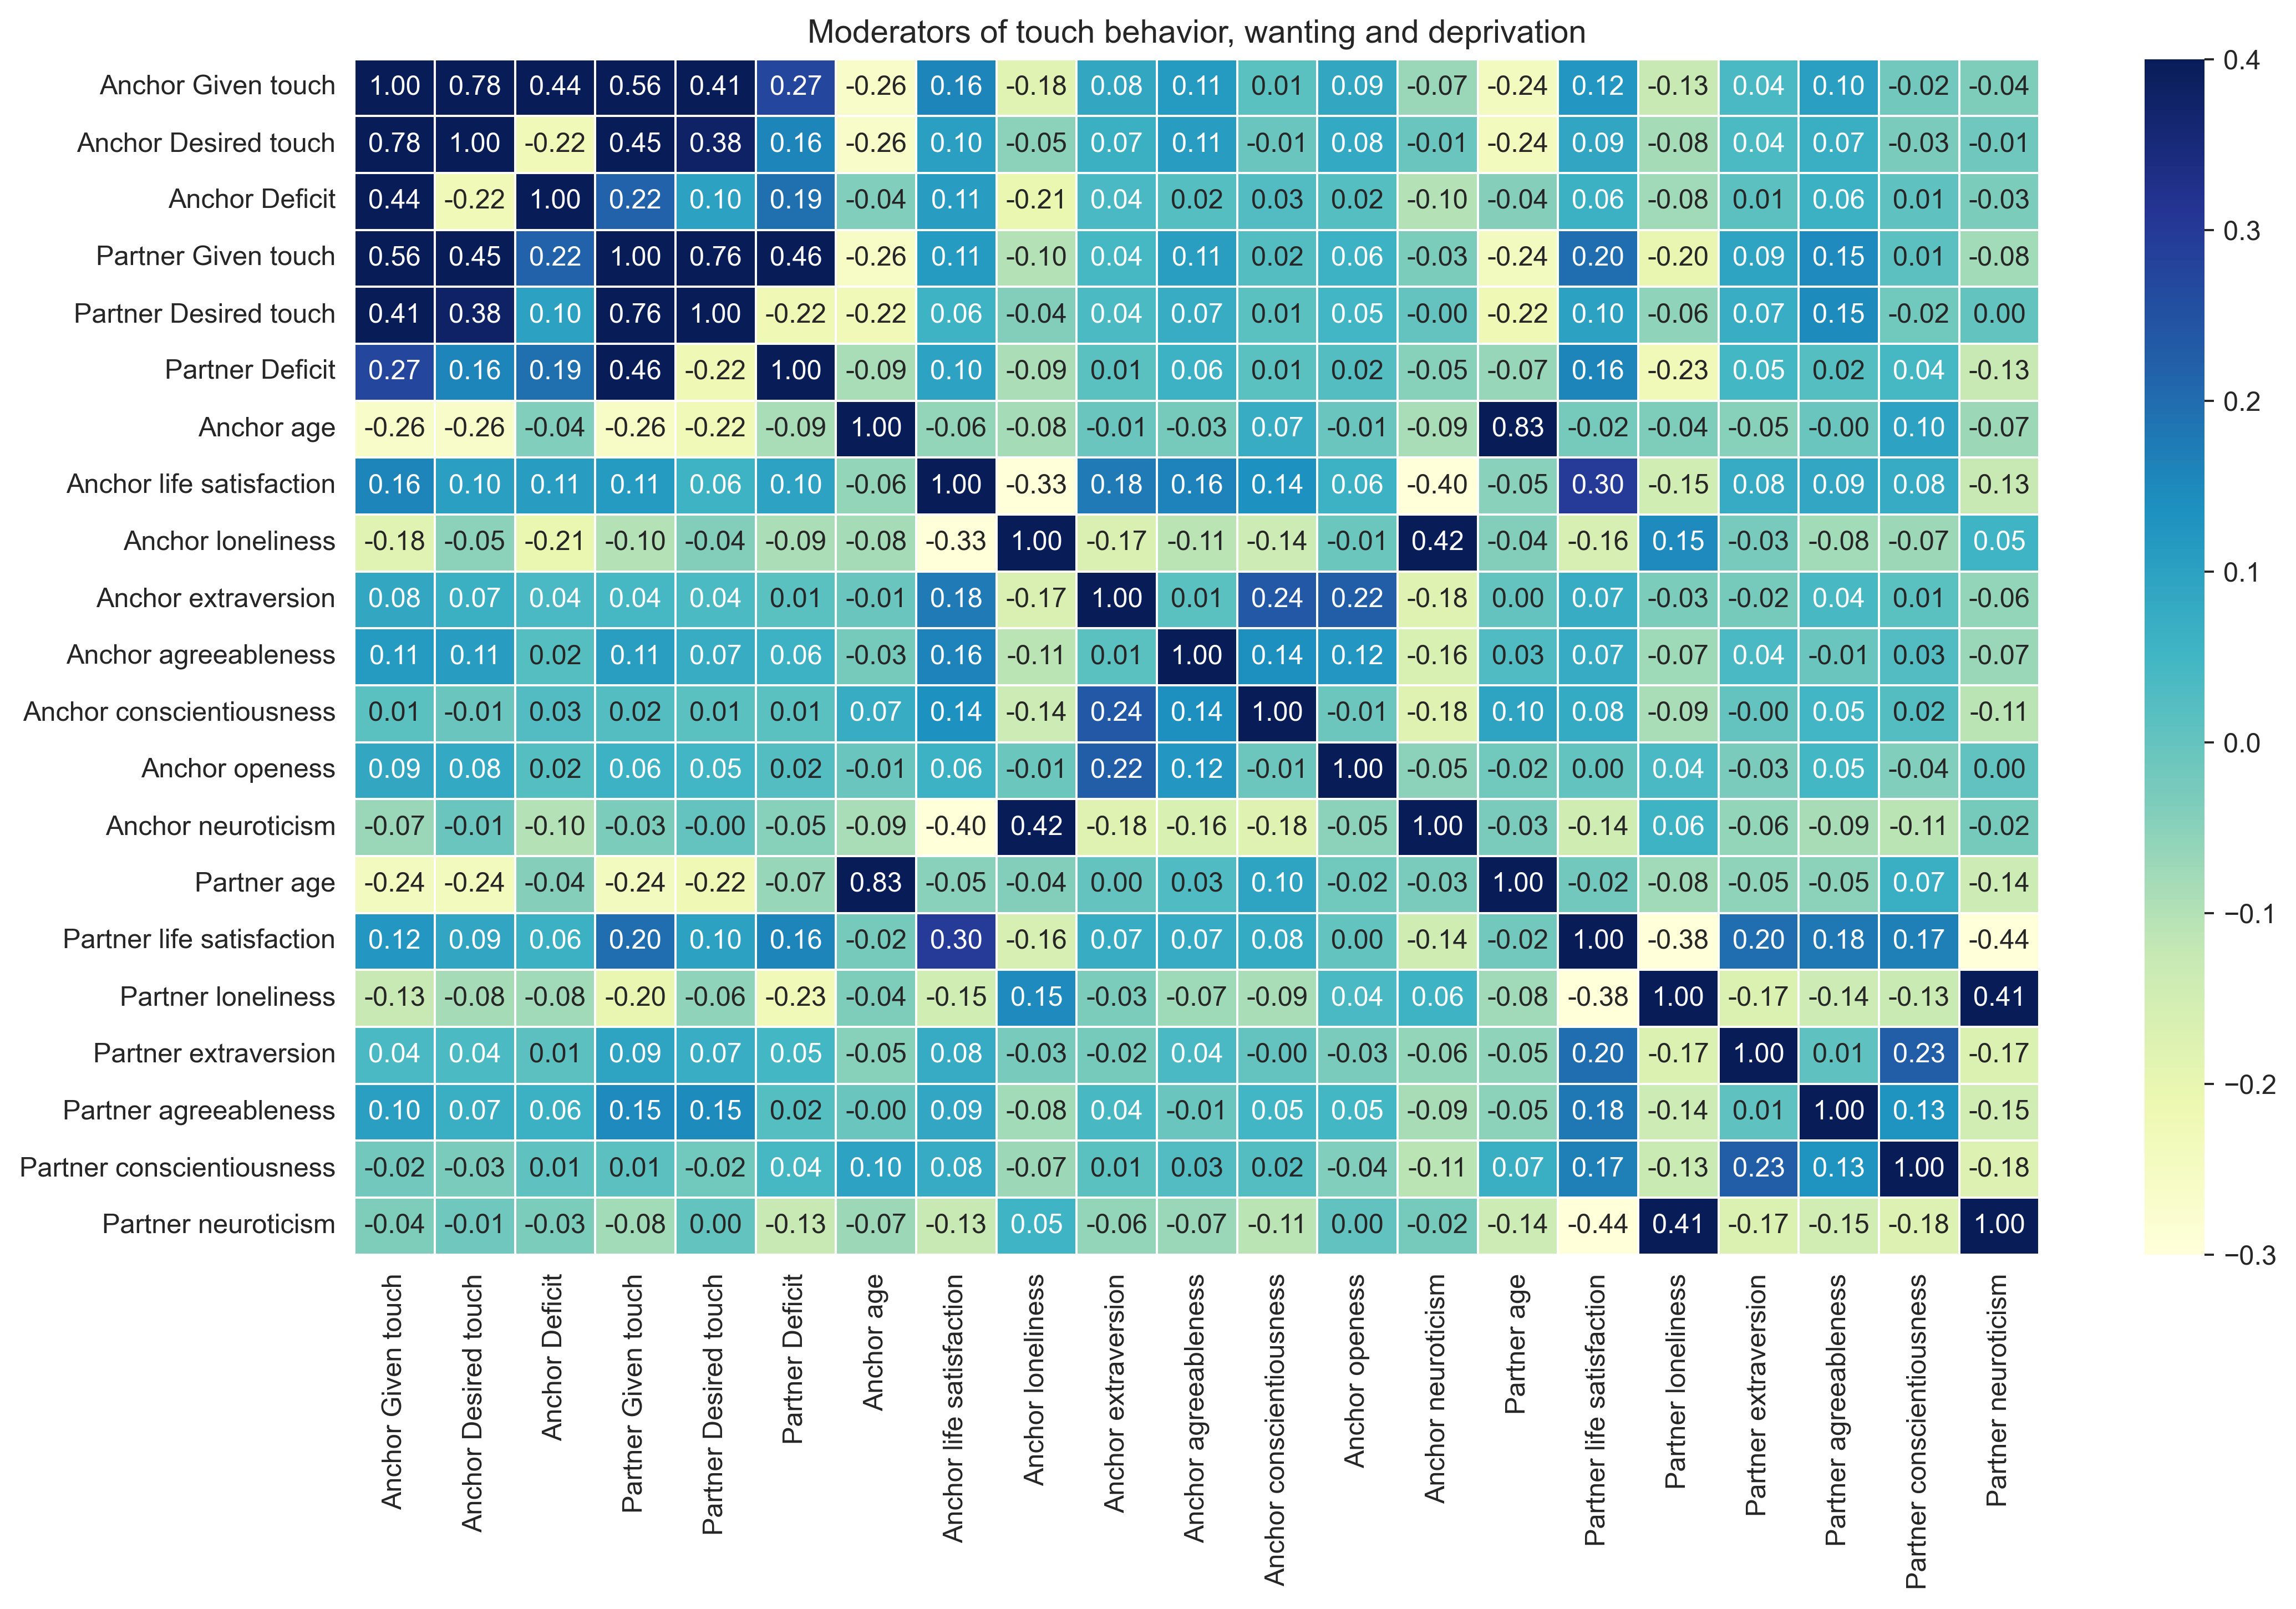 Moderators of touch behavior, wanting and deprivation
Anchor Given touch 1.00 0.78 0.44 0.56 0.41 0.27 -0.26 0.16 -0.18 0.08 0.11 0.01 0.09 -0.07 -0.24 0.12 -0.13 0.04 0.10 -0.02 -0.04
Anchor Desired touch 0.78 1.00 -0.22 0.45 0.38 0.16 -0.26 0.10 -0.05 0.07 0.11 -0.01 0.08 -0.01 -0.24 0.09 -0.08 0.04 0.07 -0.03 -0.01
Anchor Deficit 0.44 -0.22 1.00 0.22 0.10 0.19 -0.04 0.11 -0.21 0.04 0.02 0.03 0.02 -0.10 -0.04 0.06 -0.08 0.01 0.06 0.01 -0.03
Partner Given touch 0.56 0.45 0.22 1.00 0.76 0.46 -0.26 0.11 -0.10 0.04 0.11 0.02 0.06 -0.03 -0.24 0.20 -0.20 0.09 0.15 0.01 -0.08
Partner Desired touch 0.41 0.38 0.10 0.76 1.00 -0.22 -0.22 0.06 -0.04 0.04 0.07 0.01 0.05 -0.00 -0.22 0.10 -0.06 0.07 0.15 -0.02 0.00
Partner Deficit 0.27 0.16 0.19 0.46 -0.22 1.00 -0.09 0.10 -0.09 0.01 0.06 0.01 0.02 -0.05 -0.07 0.16 -0.23 0.05 0.02 0.04 -0.13
Anchor age -0.26 -0.26 -0.04 -0.26 -0.22 -0.09 1.00 -0.06 -0.08 -0.01 -0.03 0.07 -0.01 -0.09 0.83 -0.02 -0.04 -0.05 -0.00 0.10 -0.07
Anchor life satisfaction 0.16 0.10 0.11 0.11 0.06 0.10 -0.06 1.00 -0.33 0.18 0.16 0.14 0.06 -0.40 -0.05 0.30 -0.15 0.08 0.09 0.08 -0.13
Anchor loneliness -0.18 -0.05 -0.21 -0.10 -0.04 -0.09 -0.08 -0.33 1.00 -0.17 -0.11 -0.14 -0.01 0.42 -0.04 -0.16 0.15 -0.03 -0.08 -0.07 0.05
Anchor extraversion 0.08 0.07 0.04 0.04 0.04 0.01 -0.01 0.18 -0.17 1.00 0.01 0.24 0.22 -0.18 0.00 0.07 -0.03 -0.02 0.04 0.01 -0.06
Anchor agreeableness 0.11 0.11 0.02 0.11 0.07 0.06 -0.03 0.16 -0.11 0.01 1.00 0.14 0.12 -0.16 0.03 0.07 -0.07 0.04 -0.01 0.03 -0.07
Anchor conscientiousness 0.01 -0.01 0.03 0.02 0.01 0.01 0.07 0.14 -0.14 0.24 0.14 1.00 -0.01 -0.18 0.10 0.08 -0.09 -0.00 0.05 0.02 -0.11
Anchor openess 0.09 0.08 0.02 0.06 0.05 0.02 -0.01 0.06 -0.01 0.22 0.12 -0.01 1.00 -0.05 -0.02 0.00 0.04 -0.03 0.05 -0.04 0.00
Anchor neuroticism -0.07 -0.01 -0.10 -0.03 -0.00 -0.05 -0.09 -0.40 0.42 -0.18 -0.16 -0.18 -0.05 1.00 -0.03 -0.14 0.06 -0.06 -0.09 -0.11 -0.02
Partner age -0.24 -0.24 -0.04 -0.24 -0.22 -0.07 0.83 -0.05 -0.04 0.00 0.03 0.10 -0.02 -0.03 1.00 -0.02 -0.08 -0.05 -0.05 0.07 -0.14
Partner life satisfaction 0.12 0.09 0.06 0.20 0.10 0.16 -0.02 0.30 -0.16 0.07 0.07 0.08 0.00 -0.14 -0.02 1.00 -0.38 0.20 0.18 0.17 -0.44
Partner loneliness -0.13 -0.08 -0.08 -0.20 -0.06 -0.23 -0.04 -0.15 0.15 -0.03 -0.07 -0.09 0.04 0.06 -0.08 -0.38 1.00 -0.17 -0.14 -0.13 0.41
Partner extraversion 0.04 0.04 0.01 0.09 0.07 0.05 -0.05 0.08 -0.03 -0.02 0.04 -0.00 -0.03 -0.06 -0.05 0.20 -0.17 1.00 0.01 0.23 -0.17
Partner agreeableness 0.10 0.07 0.06 0.15 0.15 0.02 -0.00 0.09 -0.08 0.04 -0.01 0.05 0.05 -0.09 -0.05 0.18 -0.14 0.01 1.00 0.13 -0.15
Partner conscientiousness -0.02 -0.03 0.01 0.01 -0.02 0.04 0.10 0.08 -0.07 0.01 0.03 0.02 -0.04 -0.11 0.07 0.17 -0.13 0.23 0.13 1.00 -0.18
Partner neuroticism -0.04 -0.01 -0.03 -0.08 0.00 -0.13 -0.07 -0.13 0.05 -0.06 -0.07 -0.11 0.00 -0.02 -0.14 -0.44 0.41 -0.17 -0.15 -0.18 1.00
Anchor Given touch
Anchor Desired touch
Anchor Deficit
Partner Given touch
Partner Desired touch
Partner Deficit
Anchor age
Anchor life satisfaction
Anchor loneliness
Anchor extraversion
Anchor agreeableness
Anchor conscientiousness
Anchor openess
Anchor neuroticism
Partner age
Partner life satisfaction
Partner loneliness
Partner extraversion
Partner agreeableness
Partner conscientiousness
Partner neuroticism
0.4
0.3
0.2
0.1
0.0
−0.1
−0.2
−0.3